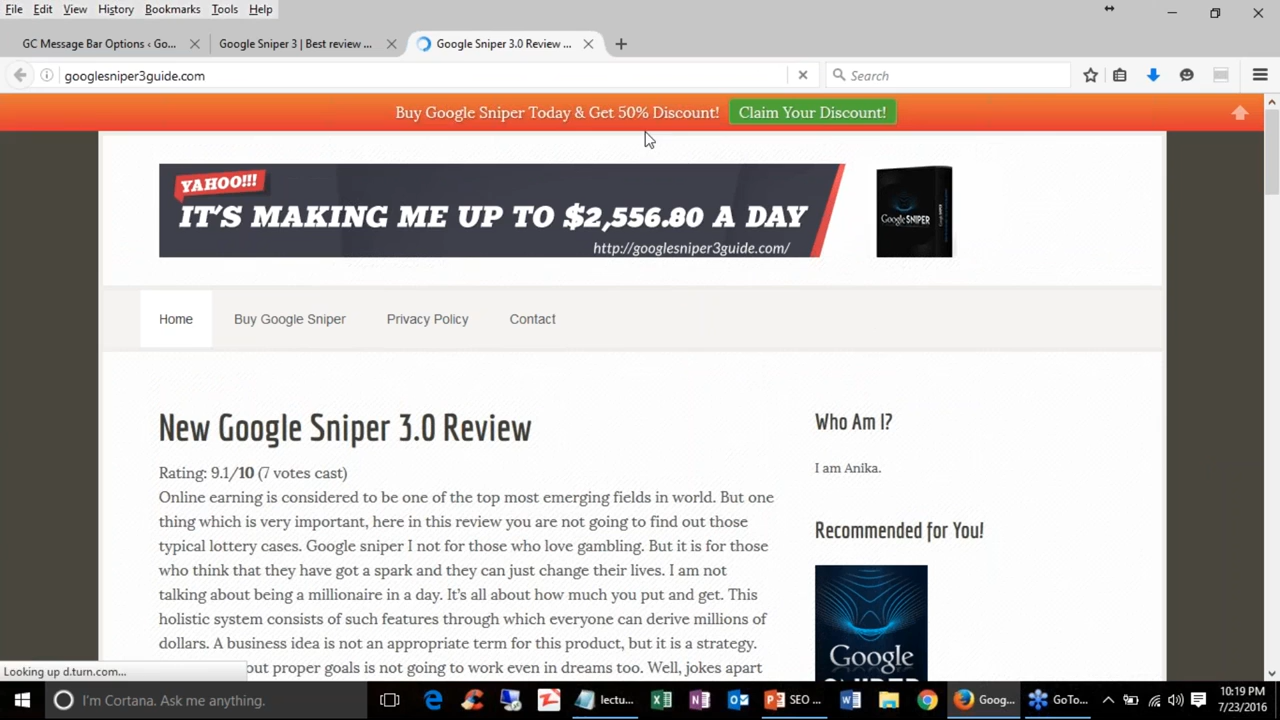 File Edit View History Bookmarks Tools Help
GC Message Bar Options ‹ Go...
Google Sniper 3 | Best review ...
Google Sniper 3.0 Review ...
googlesniper3guide.com
Search
Buy Google Sniper Today & Get 50% Discount! Claim Your Discount!
YAHOO!!!
IT'S MAKING ME UP TO $2,556.80 A DAY
http://googlesniper3guide.com/
Google SNIPER
Home Buy Google Sniper Privacy Policy Contact
New Google Sniper 3.0 Review
Rating: 9.1/10 (7 votes cast)
Online earning is considered to be one of the top most emerging fields in world. But one
thing which is very important, here in this review you are not going to find out those
typical lottery cases. Google sniper I not for those who love gambling. But it is for those
who think that they have got a spark and they can just change their lives. I am not
talking about being a millionaire in a day. It's all about how much you put and get. This
holistic system consists of such features through which everyone can derive millions of
dollars. A business idea is not an appropriate term for this product, but it is a strategy.
out proper goals is not going to work even in dreams too. Well, jokes apart
Who Am I?
I am Anika.
Recommended for You!
Google
Looking up d.turn.com...
I'm Cortana. Ask me anything.
lectu...
SEO ...
Goog...
GoTo...
10:19 PM
7/23/2016